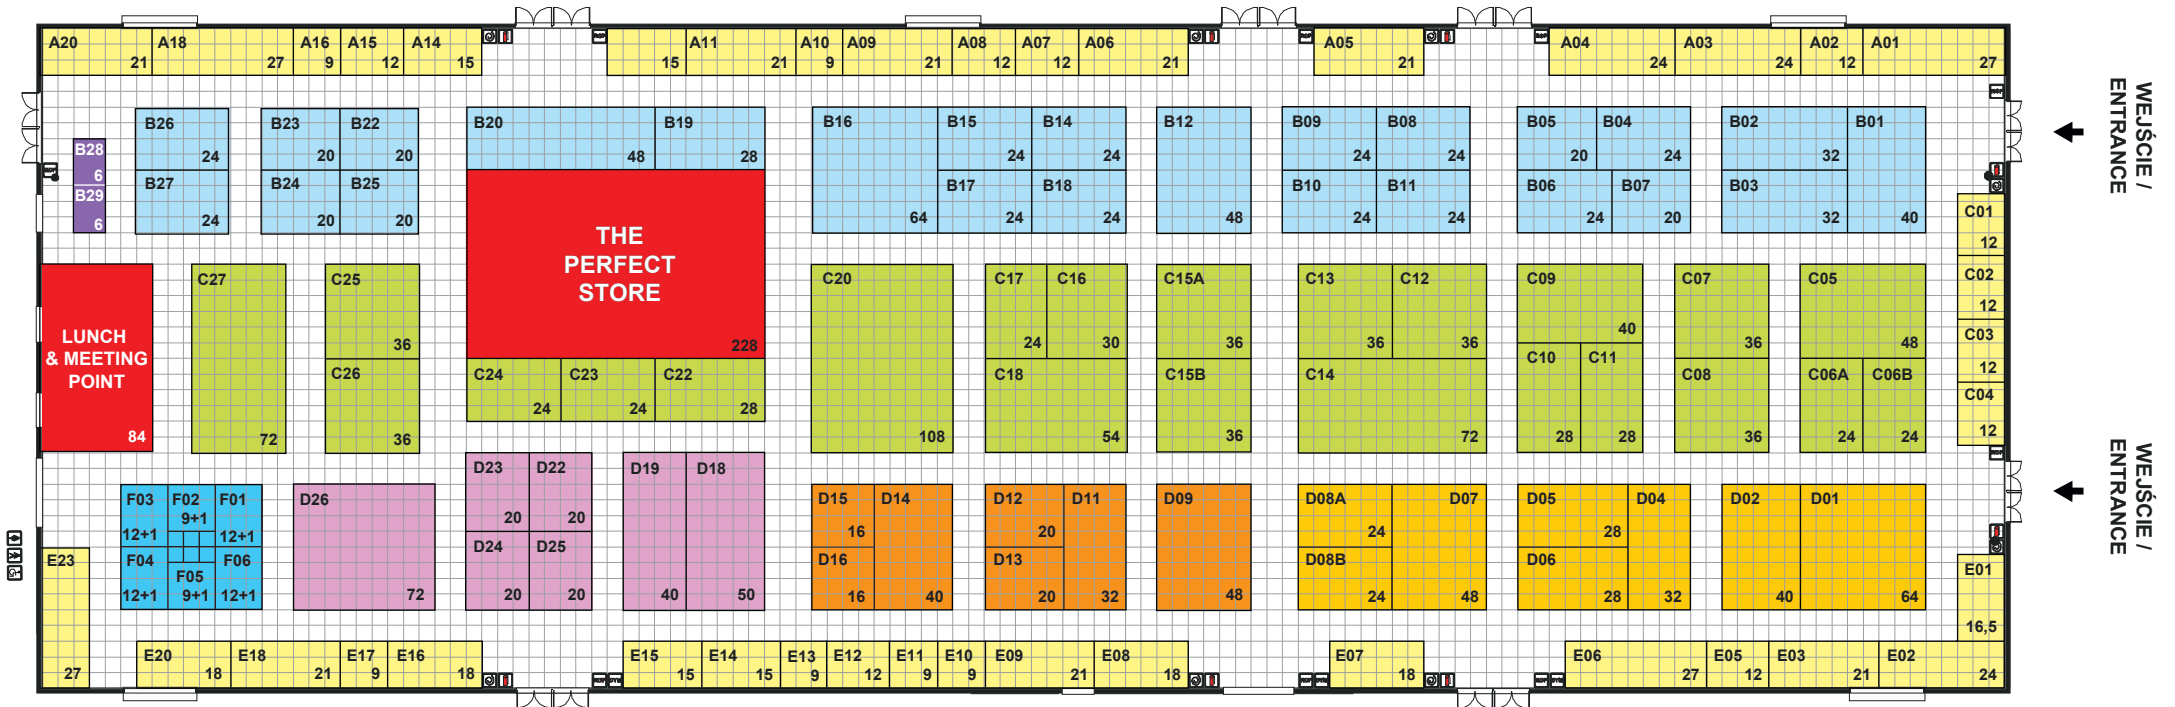 A20 A18 A16 A15 A14 A11 A10 A09 A08 A07 A06 A05 A04 A03 A02 A01
21 27 9 12 15 15 21 9 21 12 12 21 21 24 24 12 27
WEJŚCIE /
ENTRANCE
B26 B23 B22 B20 B19 B16 B15 B14 B12 B09 B08 B05 B04 B02 B01
B28 24 20 20 48 28 24 24 24 24 20 24 32
6
B27 B24 B25 B17 B18 B10 B11 B06 B07 B03
B29
6 24 20 20 64 24 24 48 24 24 24 20 32 40
C01
12
THE
PERFECT
STORE
228
C27 C25 C20 C17 C16 C15A C13 C12 C09 C07 C05 C02
12
LUNCH
& MEETING
POINT
84
36 24 30 36 36 36 40 36 48
C03
12
C26 C24 C23 C22 C18 C15B C14 C10 C11 C08 C06A C06B C04
24 24 28
72 36 108 54 36 72 28 28 36 24 24 12
WEJŚCIE /
ENTRANCE
D23 D22 D19 D18
F03 F02 F01 D26 D15 D14 D12 D11 D09 D08A D07 D05 D04 D02 D01
12+1 9+1 12+1 20 20 16 20 24 28
E23 F04 F05 F06 D24 D25 D16 D13 D08B D06 E01
12+1 9+1 12+1 72 20 20 40 50 16 40 20 32 48 24 48 28 32 40 64
16,5
E20 E18 E17 E16 E15 E14 E13 E12 E11 E10 E09 E08 E07 E06 E05 E03 E02
27 18 21 9 18 15 15 9 12 9 9 21 18 18 27 12 21 24